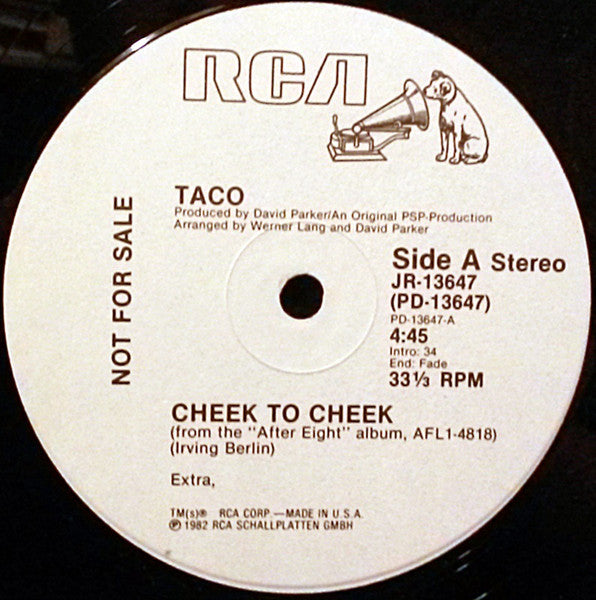 RCA
TACO
Produced by David Parker/An Original PSP-Production
Arranged by Werner Lang and David Parker
NOT FOR SALE
Side A Stereo
JR-13647
(PD-13647)
PD-13647-A
4:45
Intro: 34
End: Fade
33⅓ RPM
CHEEK TO CHEEK
(from the "After Eight" album, AFL1-4818)
(Irving Berlin)
Extra,
TM(s)® RCA CORP.—MADE IN U.S.A.
℗ 1982 RCA SCHALLPLATTEN GMBH